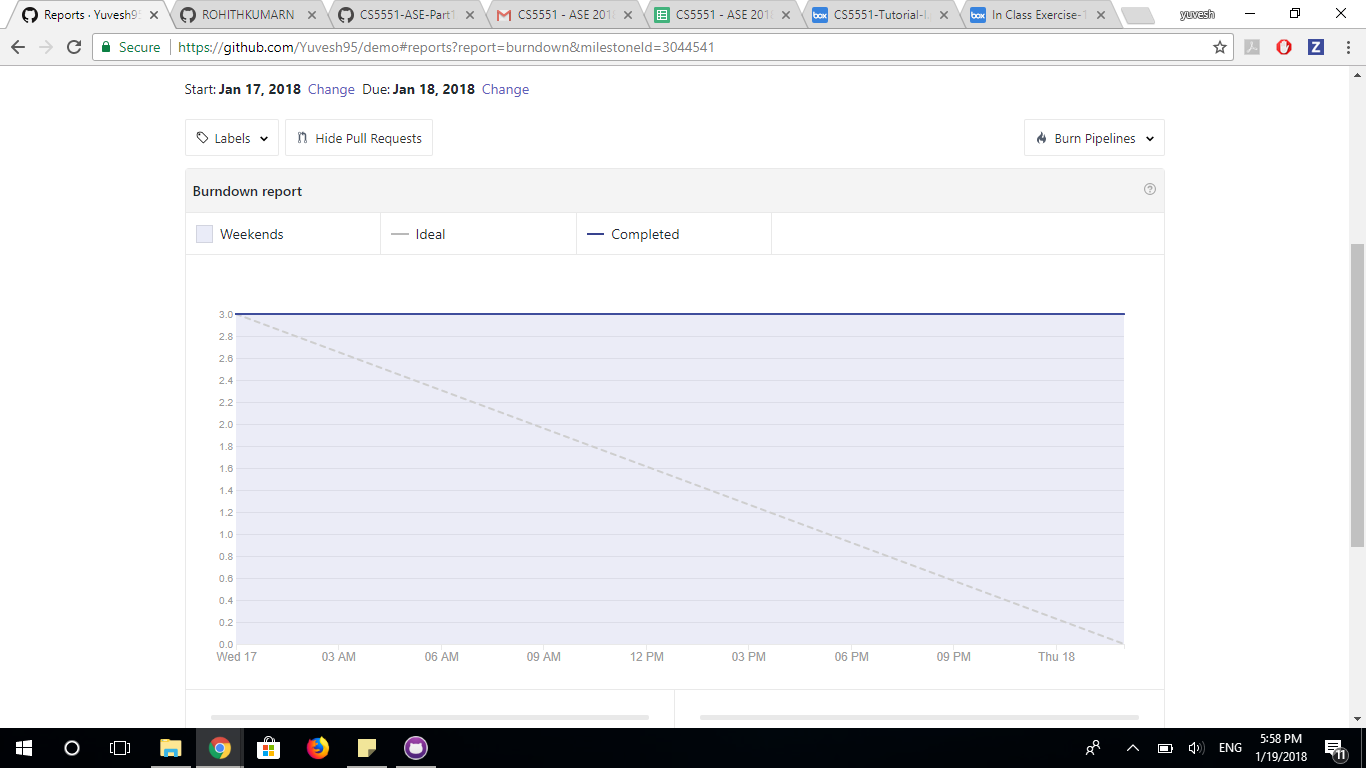 Reports · Yuvesh95 ROHITHKUMARN CS5551-ASE-Part1 CS5551 - ASE 2018 CS5551 - ASE 2018 CS5551-Tutorial-I. In Class Exercise-1 yuvesh
Secure https://github.com/Yuvesh95/demo#reports?report=burndown&milestoneId=3044541 Z
Start: Jan 17, 2018 Change Due: Jan 18, 2018 Change
Labels Hide Pull Requests Burn Pipelines
Burndown report ?
Weekends Ideal Completed
3.0
2.8
2.6
2.4
2.2
2.0
1.8
1.6
1.4
1.2
1.0
0.8
0.6
0.4
0.2
0.0
Wed 17 03 AM 06 AM 09 AM 12 PM 03 PM 06 PM 09 PM Thu 18
ENG 5:58 PM
1/19/2018 11